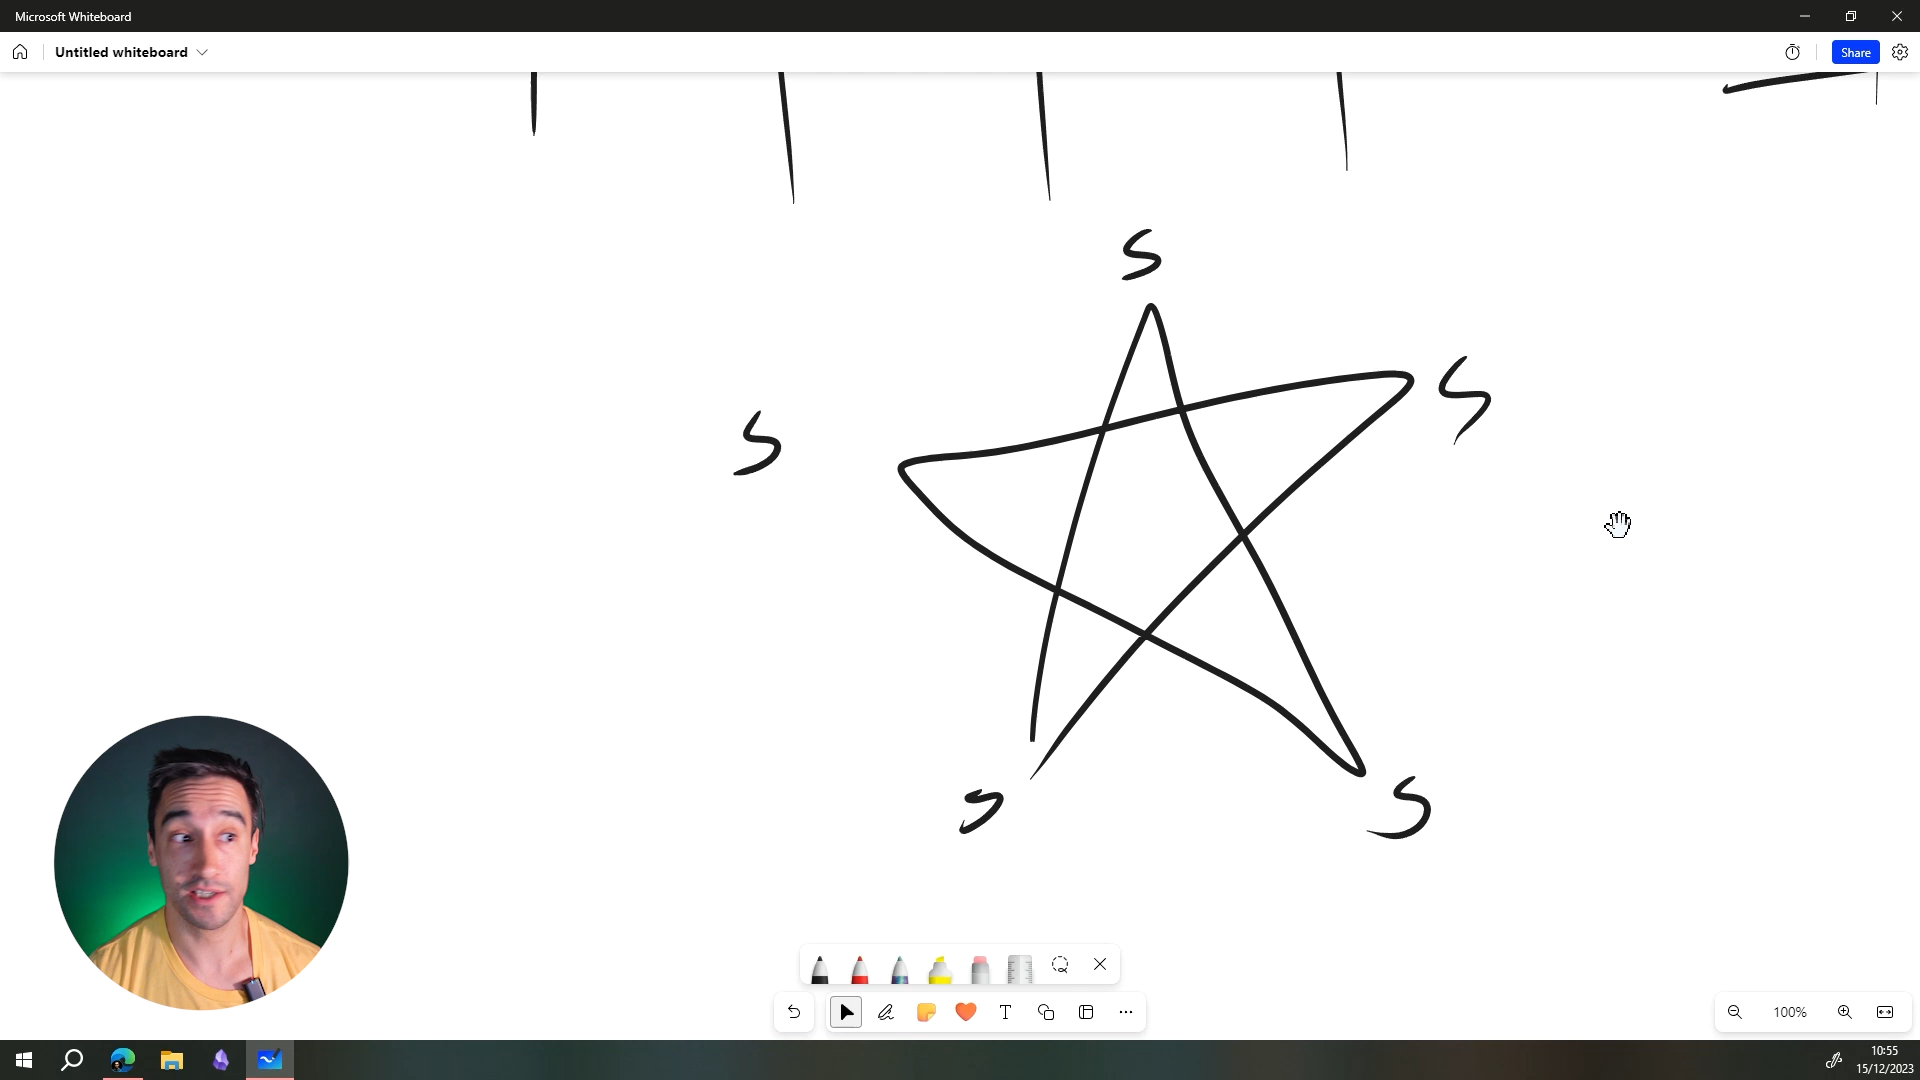 Microsoft Whiteboard
Untitled whiteboard
Share
S
S
S
S
S
T
100%
10:55
15/12/2023